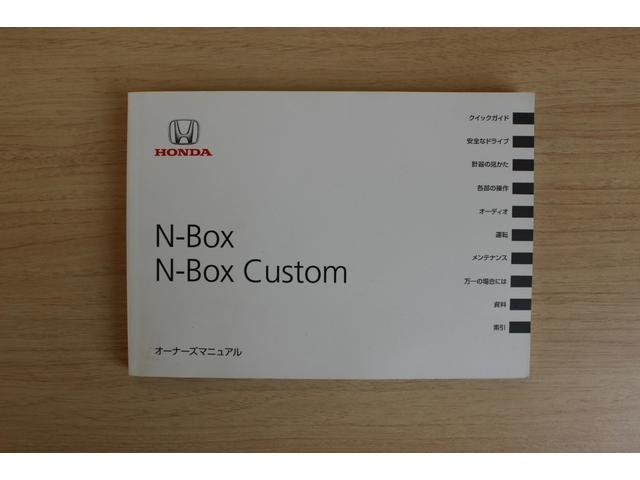 HONDA
N-Box
N-Box Custom
オーナーズマニュアル
クイックガイド
安全なドライブ
計器の見かた
各部の操作
オーディオ
運転
メンテナンス
万一の場合には
資料
索引